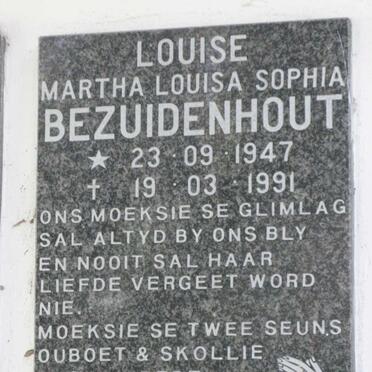 LOUISE
MARTHA LOUISA SOPHIA
BEZUIDENHOUT
★ 23 · 09 · 1947
† 19 · 03 · 1991
ONS MOEKSIE SE GLIMLAG
SAL ALTYD BY ONS BLY
EN NOOIT SAL HAAR
LIEFDE VERGEET WORD
NIE.
MOEKSIE SE TWEE SEUNS
OUBOET & SKOLLIE